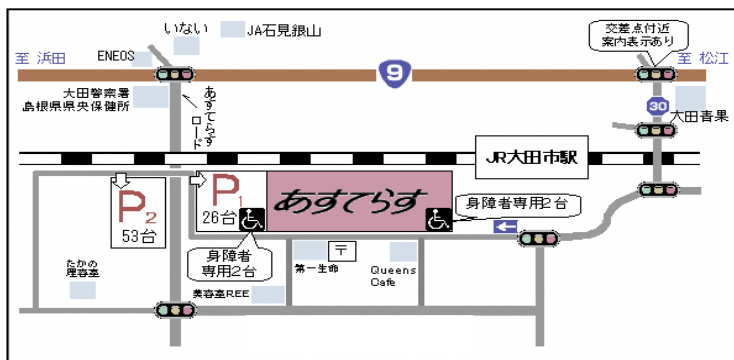 いない
JA石見銀山
交差点付近
案内表示あり
至 浜田
ENEOS
9
至 松江
大田警察署
島根県県央保健所
あすてらす
ロード
30
大田青果
JR大田市駅
P1
26台
あすてらす
身障者専用2台
P2
53台
身障者
専用2台
〒
第一生命
Queens
Cafe
たかの
理容室
美容室REE